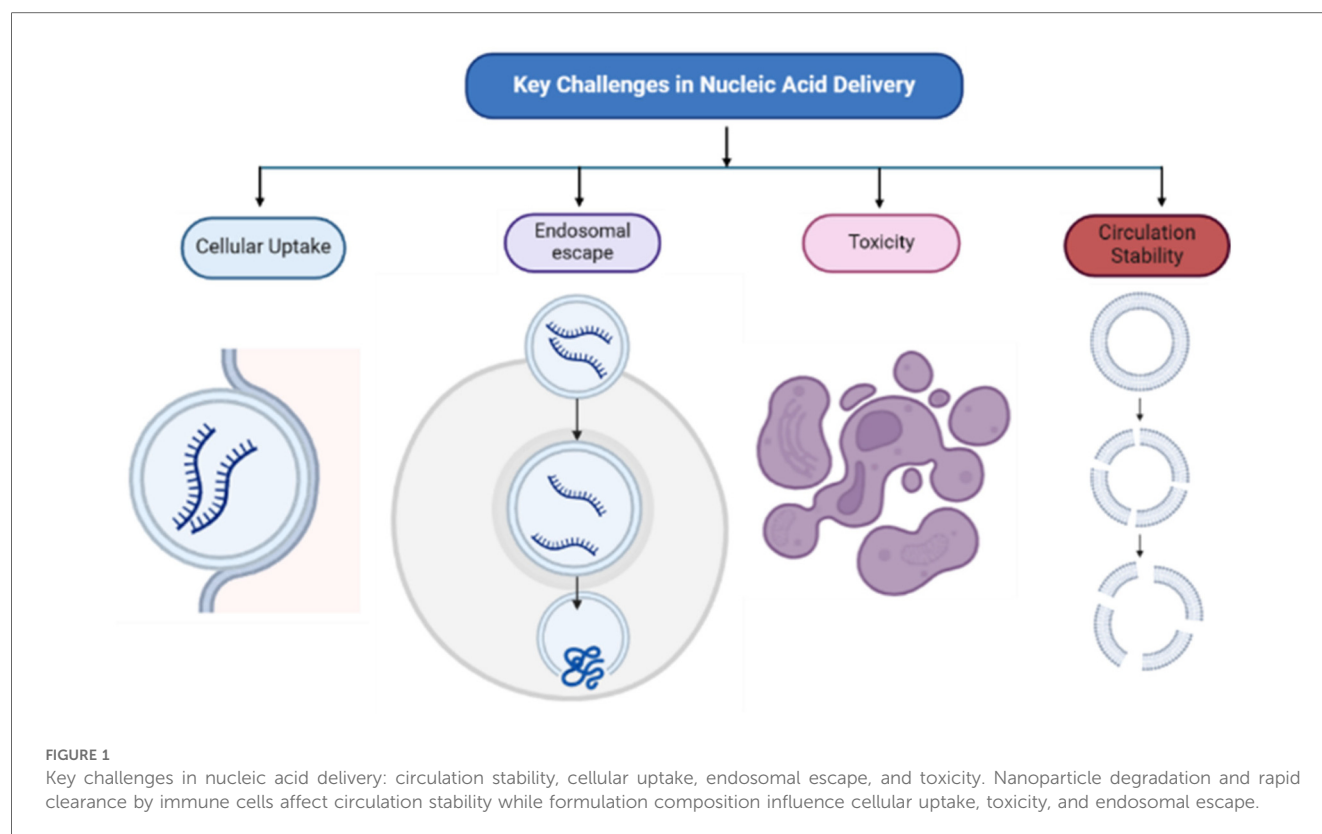 Key Challenges in Nucleic Acid Delivery
Cellular Uptake
Endosomal
escape
Toxicity
Circulation
Stability
FIGURE 1
Key challenges in nucleic acid delivery: circulation stability, cellular uptake, endosomal escape, and toxicity. Nanoparticle degradation and rapid
clearance by immune cells affect circulation stability while formulation composition influence cellular uptake, toxicity, and endosomal escape.